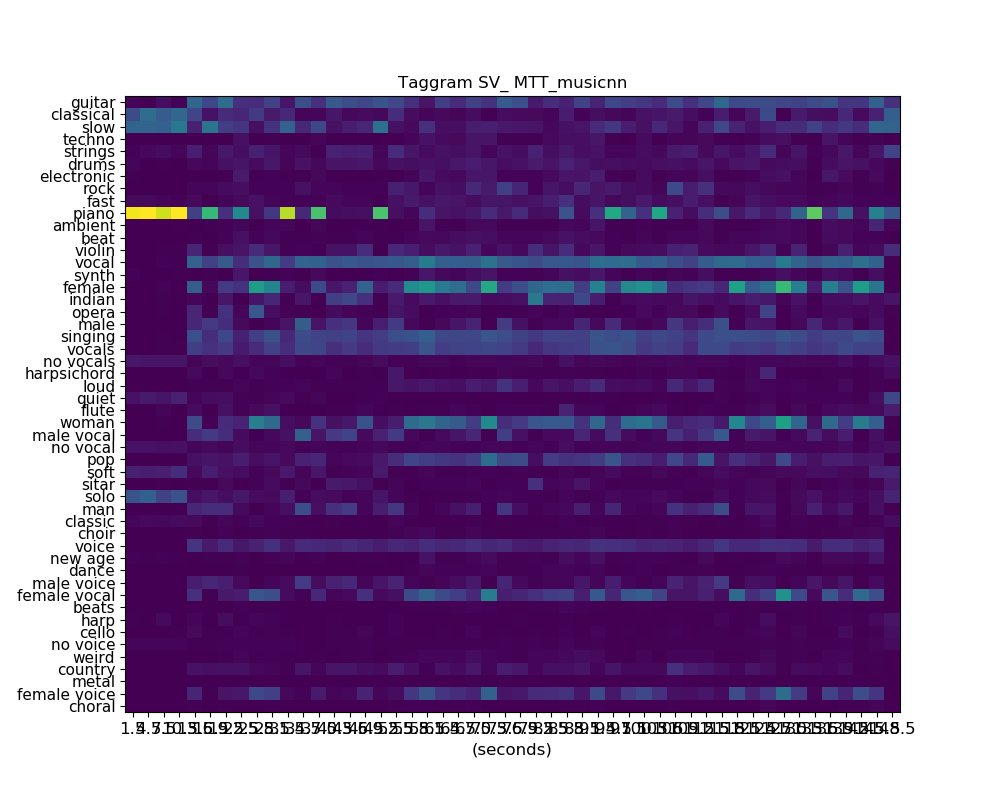 Taggram SV_ MTT_musicnn
guitar
classical
slow
techno
strings
drums
electronic
rock
fast
piano
ambient
beat
violin
vocal
synth
female
indian
opera
male
singing
vocals
no vocals
harpsichord
loud
quiet
flute
woman
male vocal
no vocal
pop
soft
sitar
solo
man
classic
choir
voice
new age
dance
male voice
female vocal
beats
harp
cello
no voice
weird
country
metal
female voice
choral
(seconds)